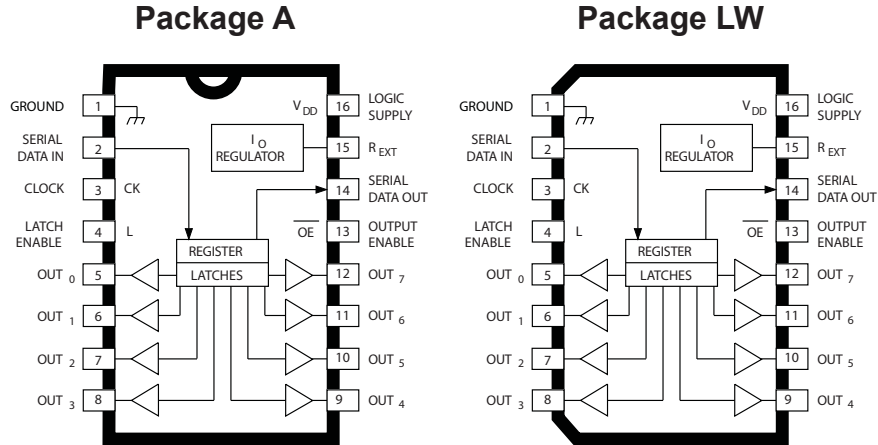 Package A
GROUND 1 V DD 16 LOGIC SUPPLY
SERIAL DATA IN 2 I O REGULATOR 15 R EXT
CLOCK 3 CK 14 SERIAL DATA OUT
LATCH ENABLE 4 L OE 13 OUTPUT ENABLE
REGISTER
OUT 0 5 LATCHES 12 OUT 7
OUT 1 6 11 OUT 6
OUT 2 7 10 OUT 5
OUT 3 8 9 OUT 4
Package LW
GROUND 1 V DD 16 LOGIC SUPPLY
SERIAL DATA IN 2 I O REGULATOR 15 R EXT
CLOCK 3 CK 14 SERIAL DATA OUT
LATCH ENABLE 4 L OE 13 OUTPUT ENABLE
REGISTER
OUT 0 5 LATCHES 12 OUT 7
OUT 1 6 11 OUT 6
OUT 2 7 10 OUT 5
OUT 3 8 9 OUT 4